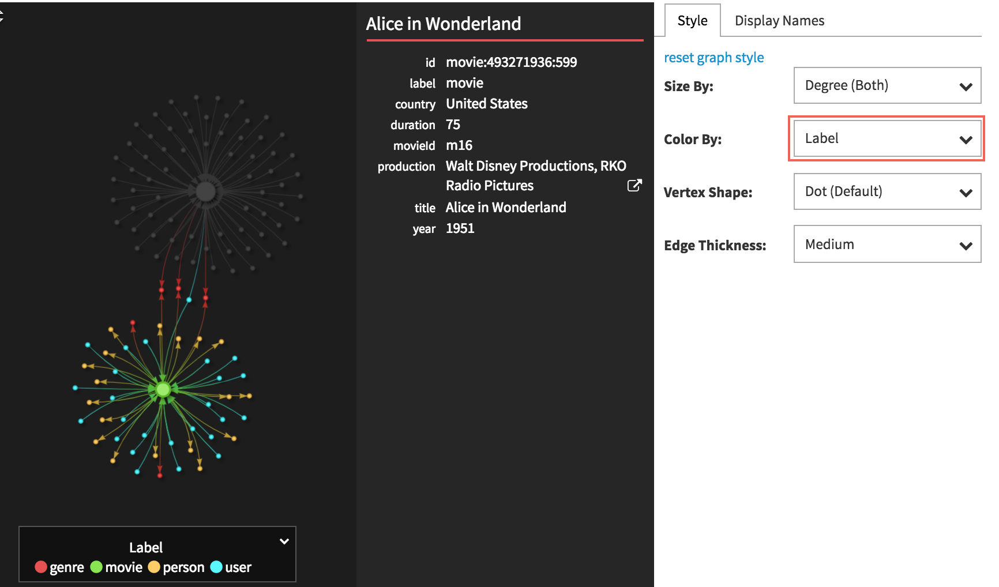 Alice in Wonderland
id movie:493271936:599
label movie
country United States
duration 75
movieId m16
production Walt Disney Productions, RKO
Radio Pictures
title Alice in Wonderland
year 1951
Label
genre movie person user
Style Display Names
reset graph style
Size By: Degree (Both)
Color By: Label
Vertex Shape: Dot (Default)
Edge Thickness: Medium